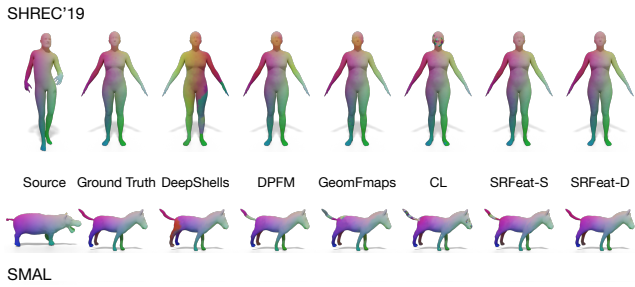 SHREC'19
Source Ground Truth DeepShells DPFM GeomFmaps CL SRFeat-S SRFeat-D
SMAL